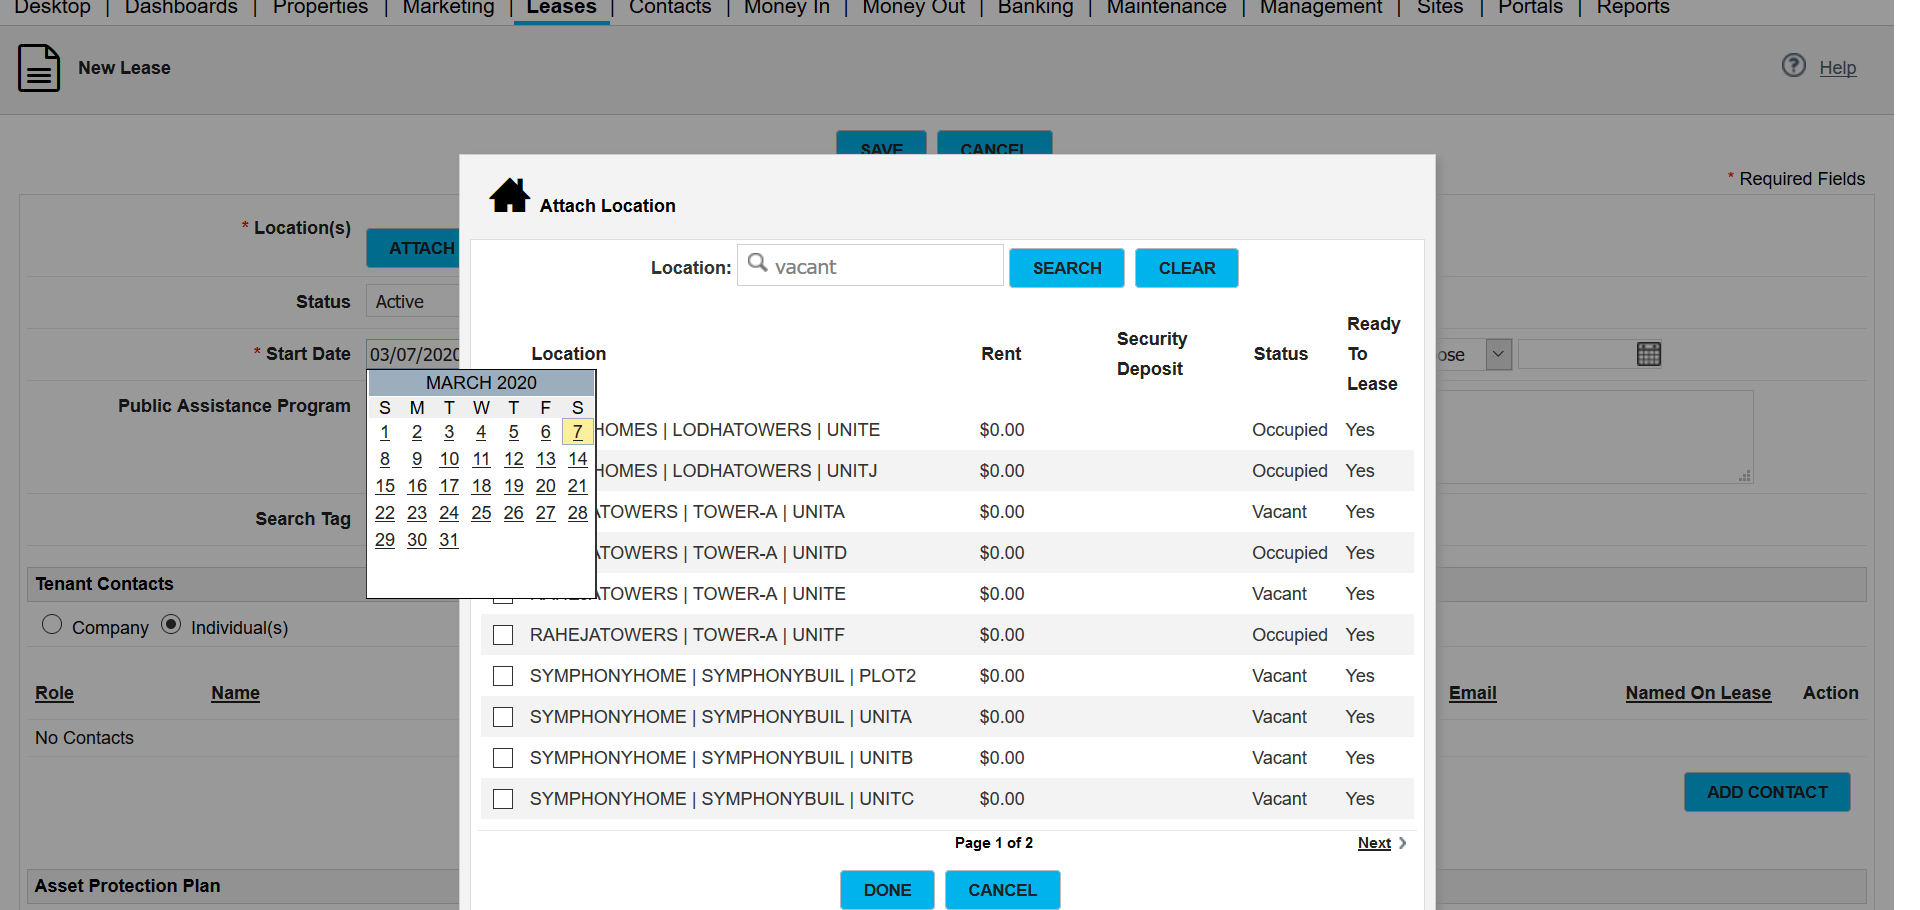 Desktop | Dashboards | Properties | Marketing | Leases | Contacts | Money In | Money Out | Banking | Maintenance | Management | Sites | Portals | Reports
New Lease
? Help
SAVE CANCEL
* Required Fields
Attach Location
* Location(s)
ATTACH
Location: vacant SEARCH CLEAR
Status Active
Location Rent Security Deposit Status Ready To Lease
* Start Date 03/07/2020
ose
MARCH 2020
S M T W T F S
1 2 3 4 5 6 7
8 9 10 11 12 13 14
15 16 17 18 19 20 21
22 23 24 25 26 27 28
29 30 31
Public Assistance Program
Search Tag
HOMES | LODHATOWERS | UNITE $0.00 Occupied Yes
HOMES | LODHATOWERS | UNITJ $0.00 Occupied Yes
ATOWERS | TOWER-A | UNITA $0.00 Vacant Yes
ATOWERS | TOWER-A | UNITD $0.00 Occupied Yes
ATOWERS | TOWER-A | UNITE $0.00 Vacant Yes
RAHEJATOWERS | TOWER-A | UNITF $0.00 Occupied Yes
SYMPHONYHOME | SYMPHONYBUIL | PLOT2 $0.00 Vacant Yes
SYMPHONYHOME | SYMPHONYBUIL | UNITA $0.00 Vacant Yes
SYMPHONYHOME | SYMPHONYBUIL | UNITB $0.00 Vacant Yes
SYMPHONYHOME | SYMPHONYBUIL | UNITC $0.00 Vacant Yes
Page 1 of 2 Next
DONE CANCEL
Tenant Contacts
Company Individual(s)
Role Name Email Named On Lease Action
No Contacts
ADD CONTACT
Asset Protection Plan